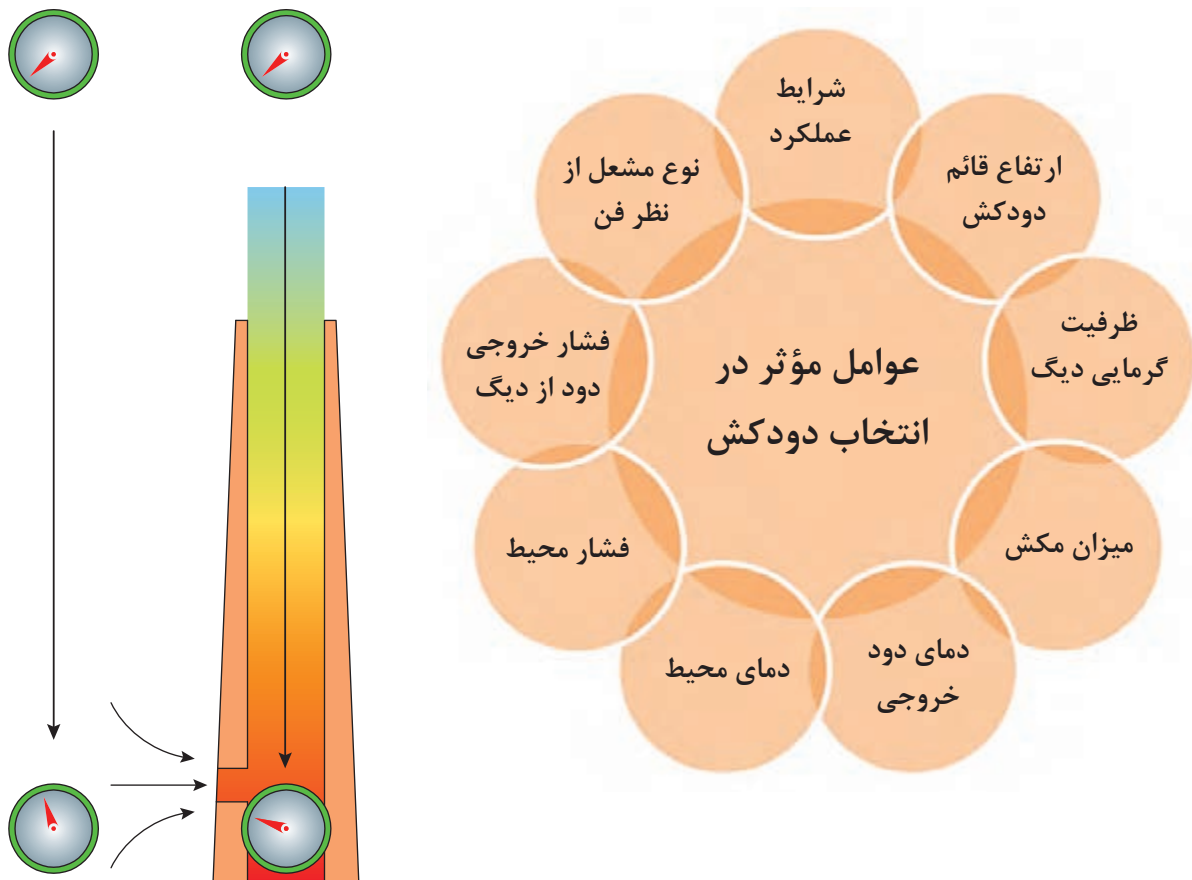 عوامل مؤثر در
انتخاب دودکش
شرایط
عملکرد
ارتفاع قائم
دودکش
ظرفیت
گرمایی دیگ
میزان مکش
دمای دود
خروجی
دمای محیط
فشار محیط
فشار خروجی
دود از دیگ
نوع مشعل از
نظر فن